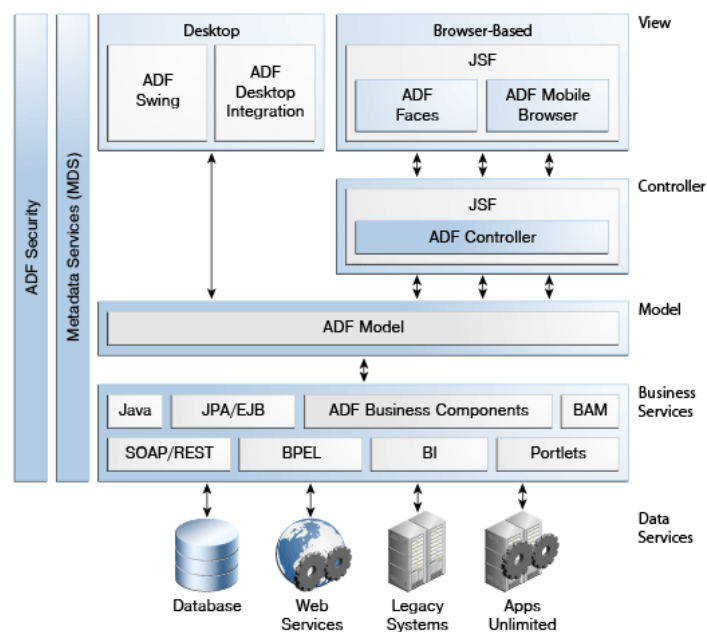 Desktop
Browser-Based
View
JSF
ADF
Swing
ADF
Desktop
Integration
ADF
Faces
ADF Mobile
Browser
Controller
JSF
ADF Controller
ADF Security
Metadata Services (MDS)
Model
ADF Model
Business
Services
Java
JPA/EJB
ADF Business Components
BAM
SOAP/REST
BPEL
BI
Portlets
Data
Services
Database
Web
Services
Legacy
Systems
Apps
Unlimited